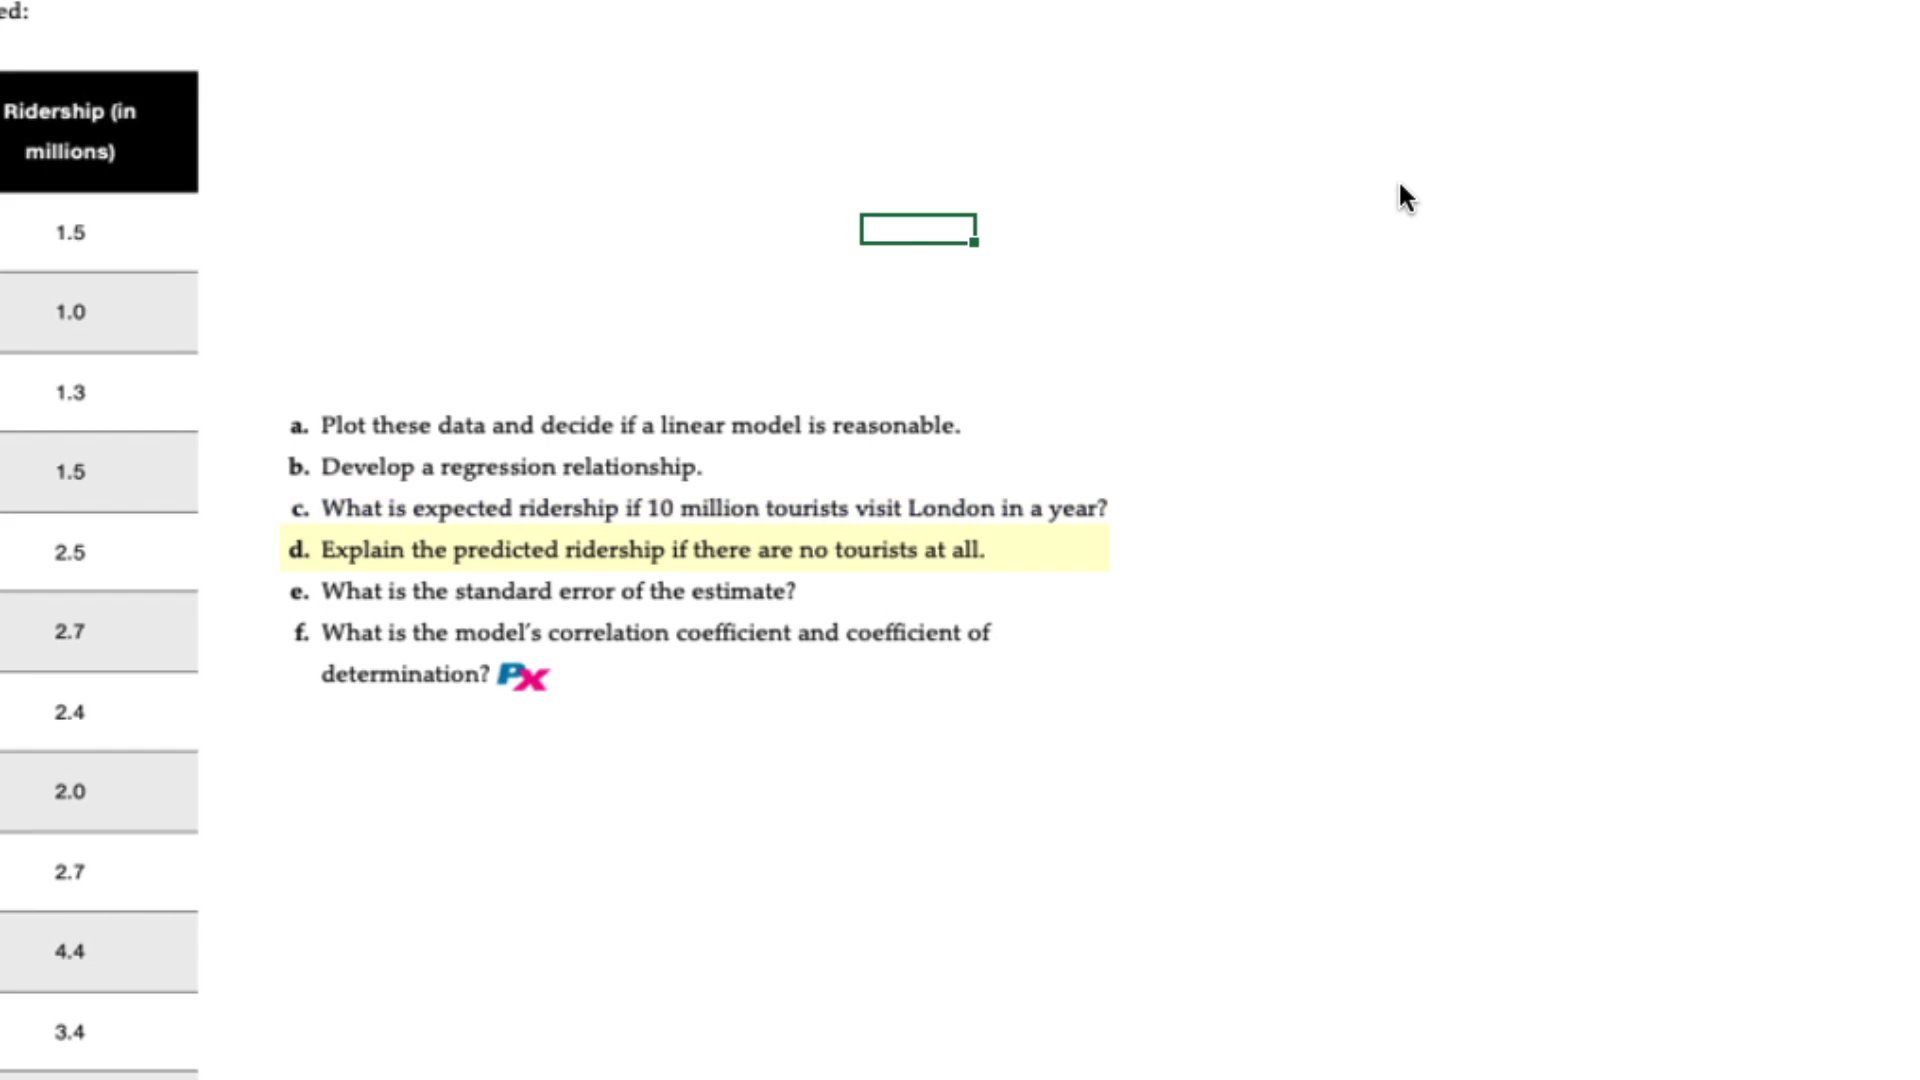 ed:
Ridership (in
millions)
1.5
1.0
1.3
1.5
2.5
2.7
2.4
2.0
2.7
4.4
3.4
a. Plot these data and decide if a linear model is reasonable.
b. Develop a regression relationship.
c. What is expected ridership if 10 million tourists visit London in a year?
d. Explain the predicted ridership if there are no tourists at all.
e. What is the standard error of the estimate?
f. What is the model's correlation coefficient and coefficient of
determination? PX